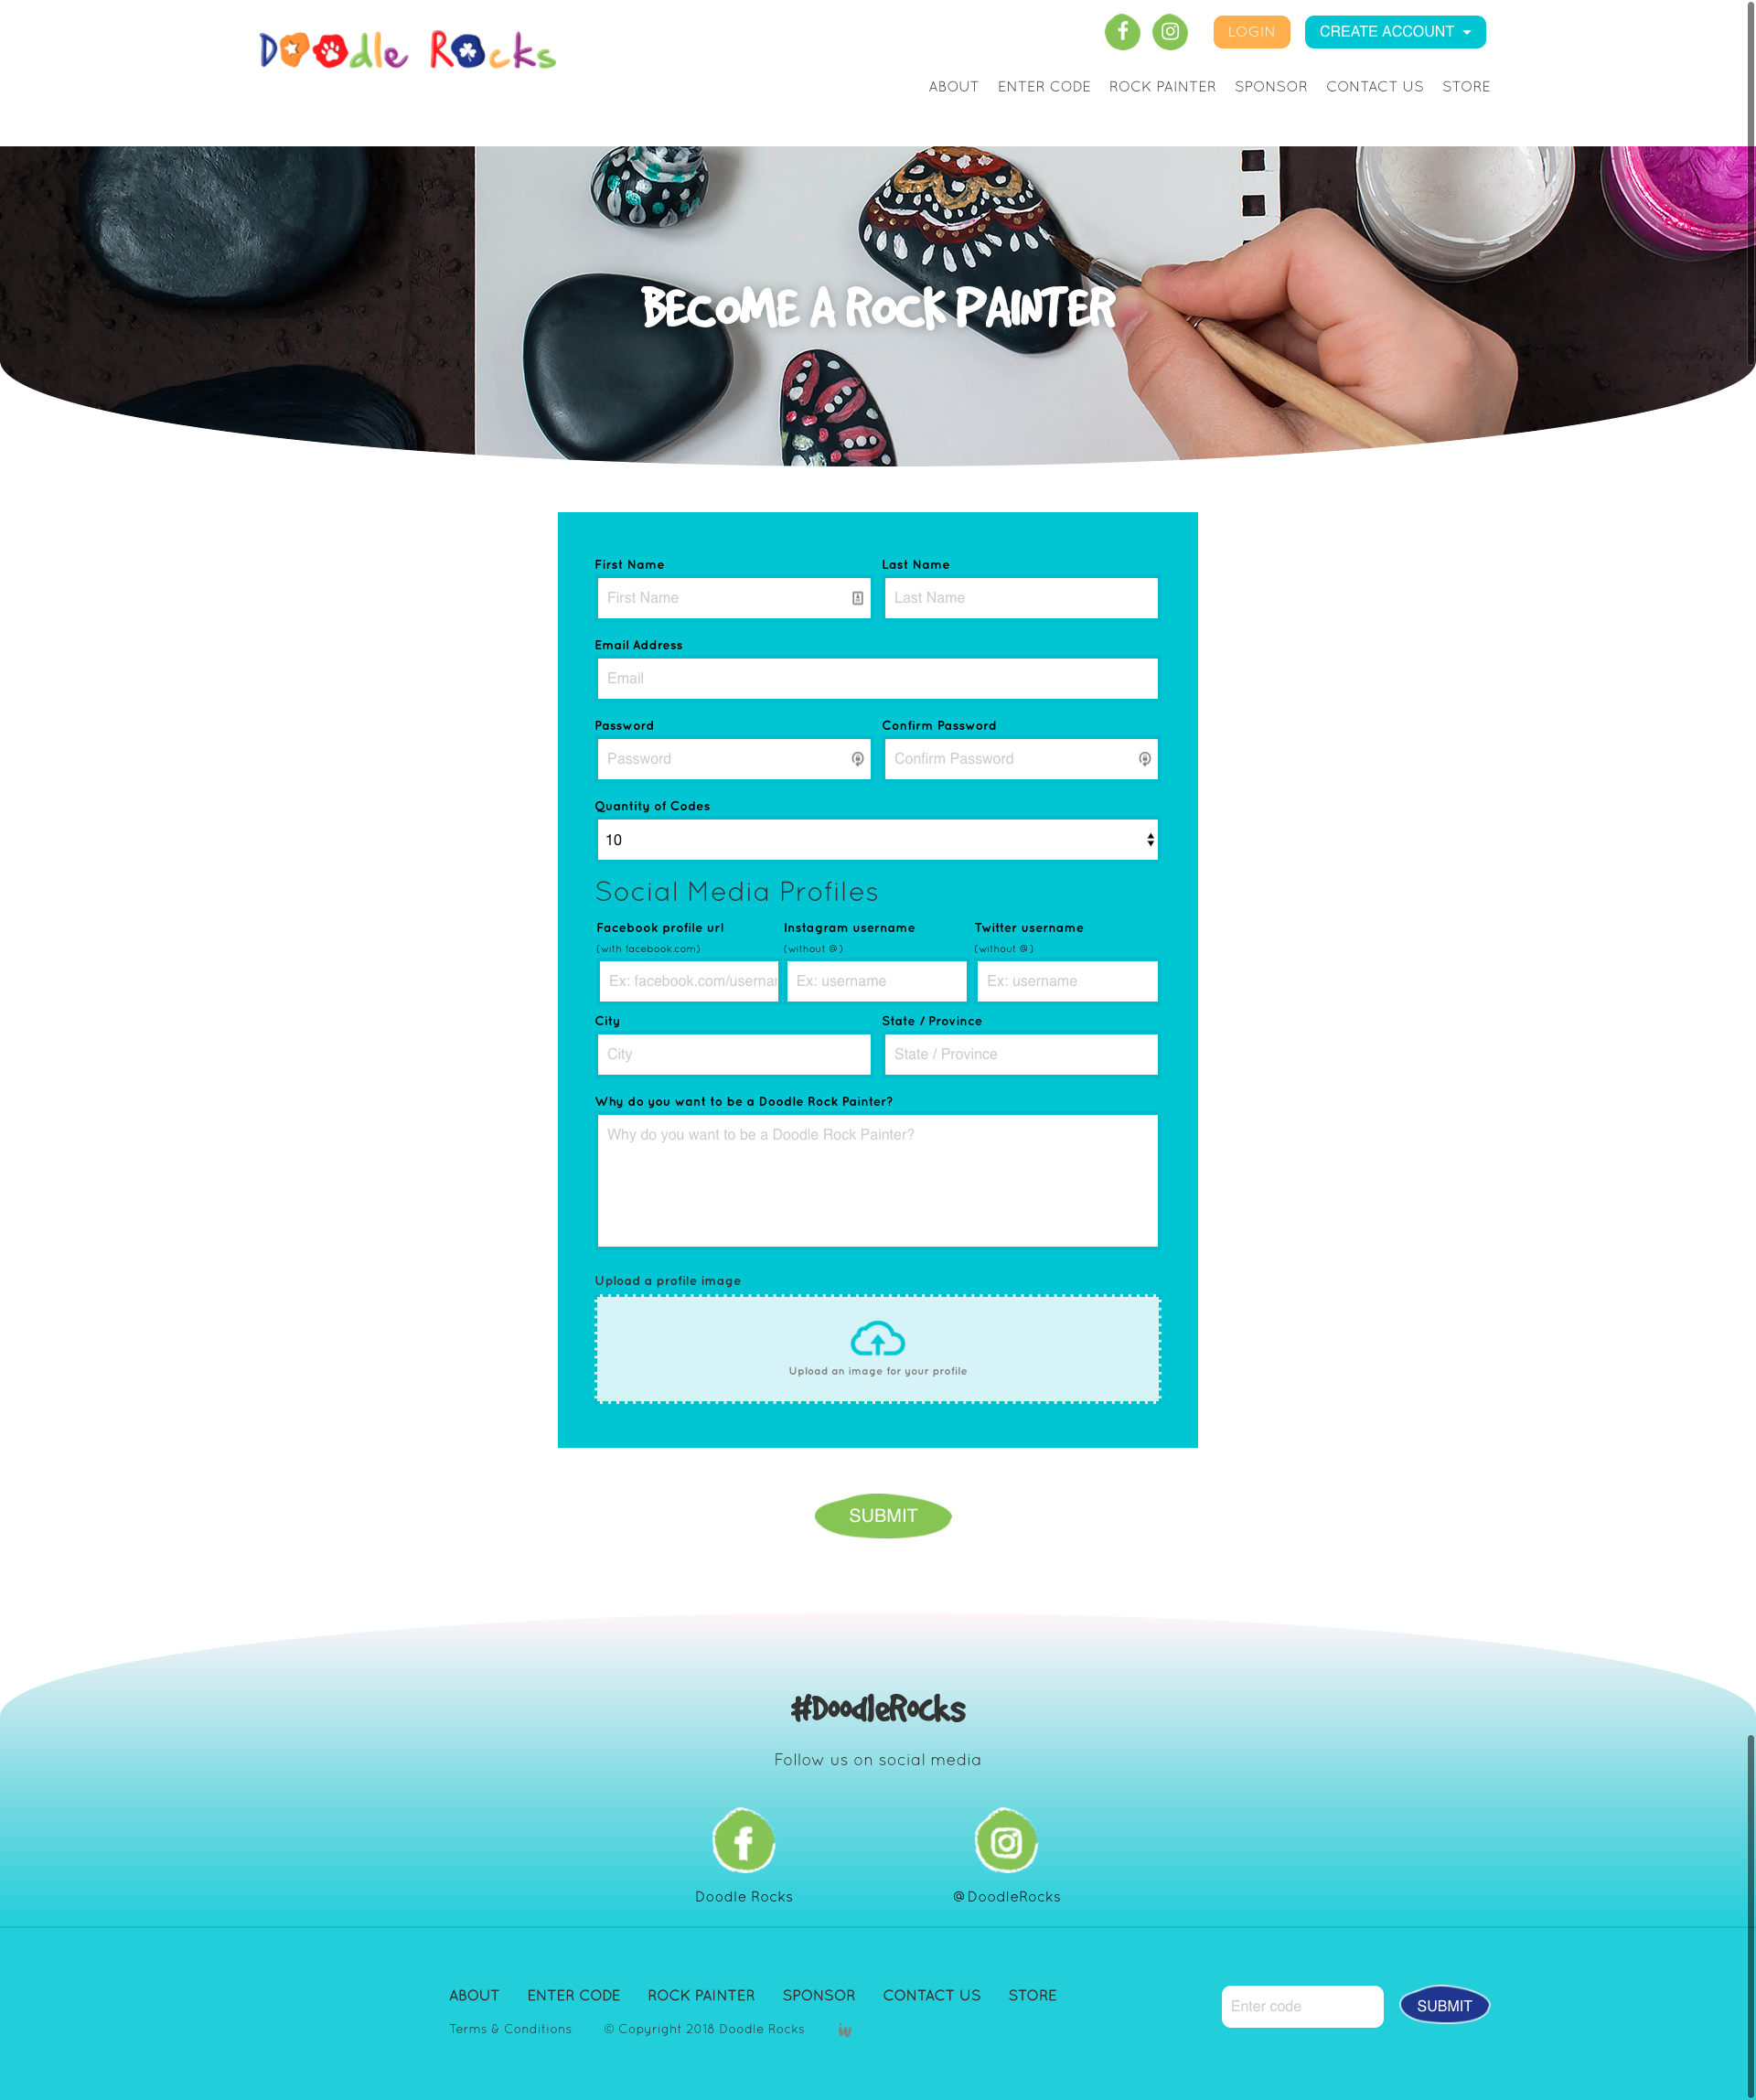 Doodle Rocks
LOGIN
CREATE ACCOUNT
ABOUT ENTER CODE ROCK PAINTER SPONSOR CONTACT US STORE
BECOME A ROCK PAINTER
First Name Last Name
First Name Last Name
Email Address
Email
Password Confirm Password
Password Confirm Password
Quantity of Codes
10
Social Media Profiles
Facebook profile url Instagram username Twitter username
(with facebook.com) (without @) (without @)
Ex: facebook.com/usernar Ex: username Ex: username
City State / Province
City State / Province
Why do you want to be a Doodle Rock Painter?
Why do you want to be a Doodle Rock Painter?
Upload a profile image
Upload an image for your profile
SUBMIT
#DoodleRocks
Follow us on social media
Doodle Rocks @DoodleRocks
ABOUT ENTER CODE ROCK PAINTER SPONSOR CONTACT US STORE
Enter code SUBMIT
Terms & Conditions © Copyright 2018 Doodle Rocks iw